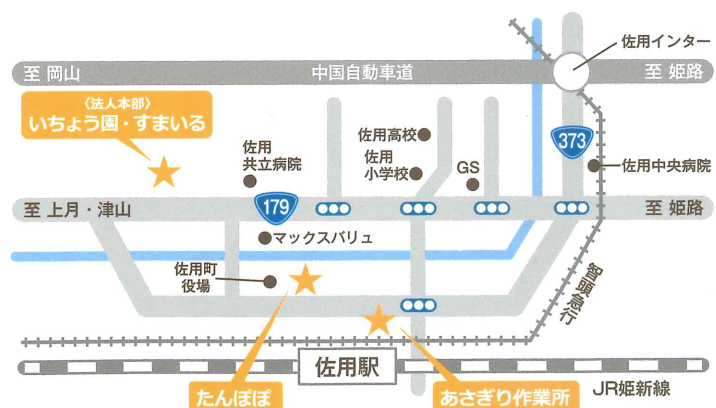 佐用インター
至 岡山
中国自動車道
至 姫路
〈法人本部〉
いちょう園・すまいる
佐用
共立病院
佐用高校
佐用
小学校
GS
373
佐用中央病院
至 上月・津山
179
至 姫路
マックスバリュ
佐用町
役場
智頭急行
佐用駅
たんぽぽ
あさぎり作業所
JR姫新線